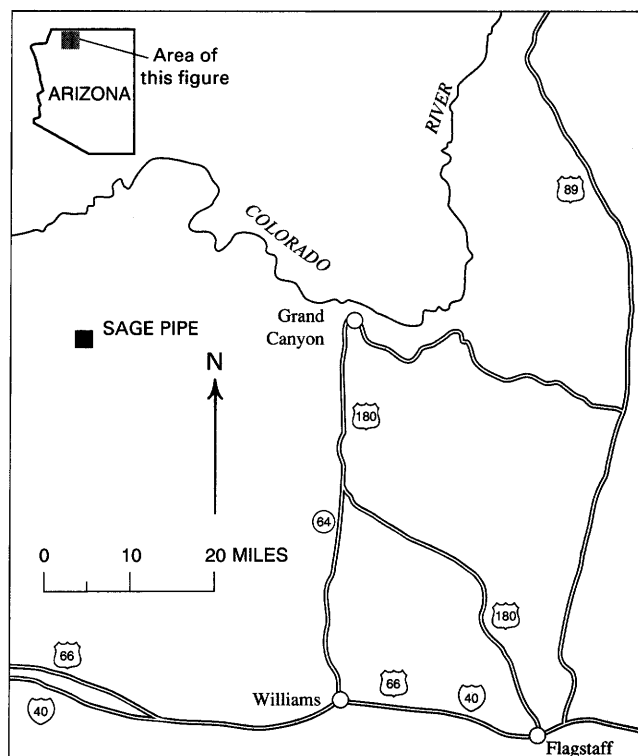 Area of
this figure
ARIZONA
RIVER
89
COLORADO
Grand
Canyon
SAGE PIPE
N
180
64
0 10 20 MILES
180
66
Williams
66
40
40
Flagstaff